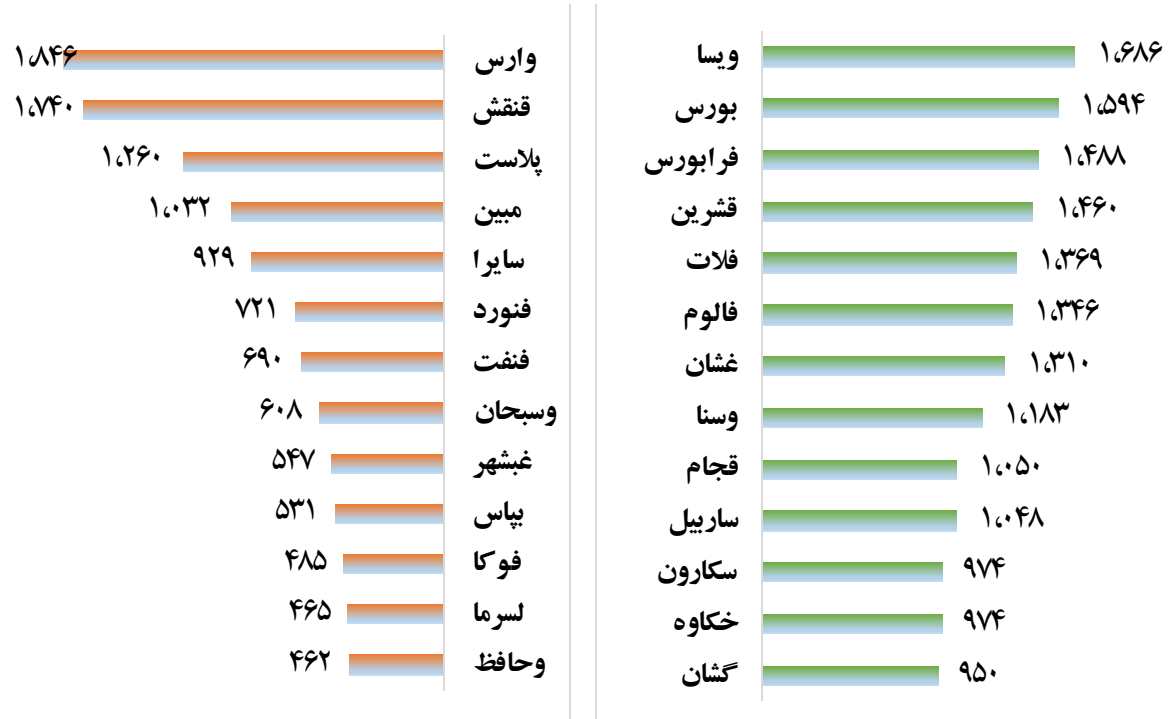 ویسا ۱،۶۸۶
بورس ۱،۵۹۴
فرابورس ۱،۴۸۸
قشرین ۱،۴۶۰
فلات ۱،۳۶۹
فالوم ۱،۳۴۶
غشان ۱،۳۱۰
وسنا ۱،۱۸۳
قجام ۱،۰۵۰
ساربیل ۱،۰۴۸
سکارون ۹۷۴
خکاوه ۹۷۴
گشان ۹۵۰
وارس ۱،۸۴۶
قنقش ۱،۷۴۰
پلاست ۱،۲۶۰
مبین ۱،۰۳۲
سایرا ۹۲۹
فنورد ۷۲۱
فنفت ۶۹۰
وسبحان ۶۰۸
غبشهر ۵۴۷
بپاس ۵۳۱
فوکا ۴۸۵
لسرما ۴۶۵
وحافظ ۴۶۲